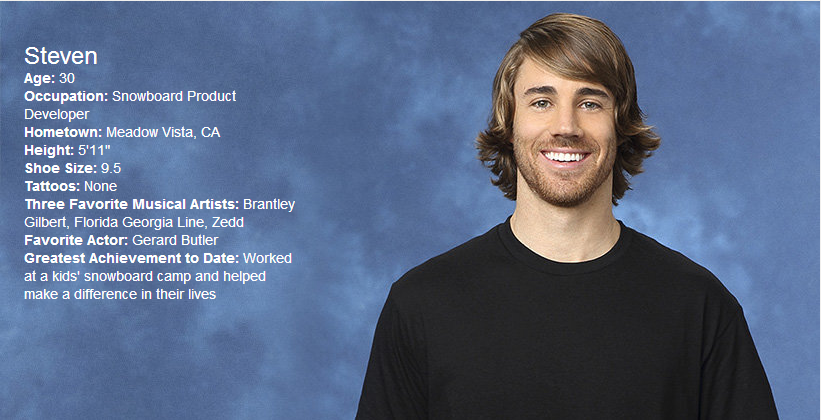 Steven
Age: 30
Occupation: Snowboard Product
Developer
Hometown: Meadow Vista, CA
Height: 5'11"
Shoe Size: 9.5
Tattoos: None
Three Favorite Musical Artists: Brantley
Gilbert, Florida Georgia Line, Zedd
Favorite Actor: Gerard Butler
Greatest Achievement to Date: Worked
at a kids' snowboard camp and helped
make a difference in their lives